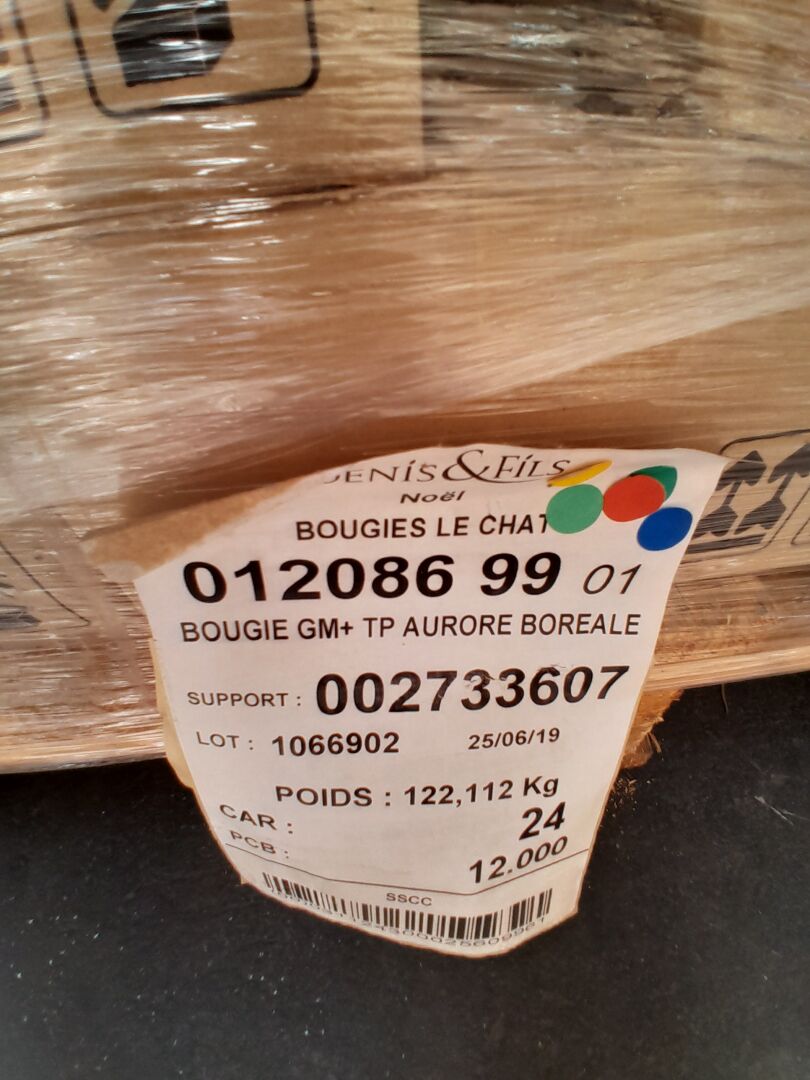 & FILS
Noël
BOUGIES LE CHAT
012086 99 01
BOUGIE GM+ TP AURORE BOREALE
SUPPORT : 002733607
LOT : 1066902 25/06/19
POIDS : 122,112 Kg
CAR : 24
PCB : 12.000
SSCC